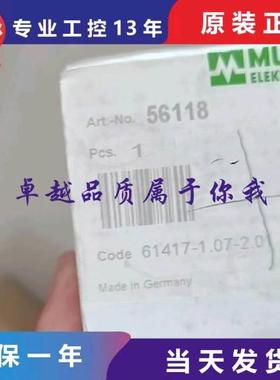 专业工控13年
原装正
Art.-No. 56118
MU
ELEK
Pcs. 1
卓越品质属于你我
Code 61417-1.07-2.0
Made in Germany
保一年
当天发货